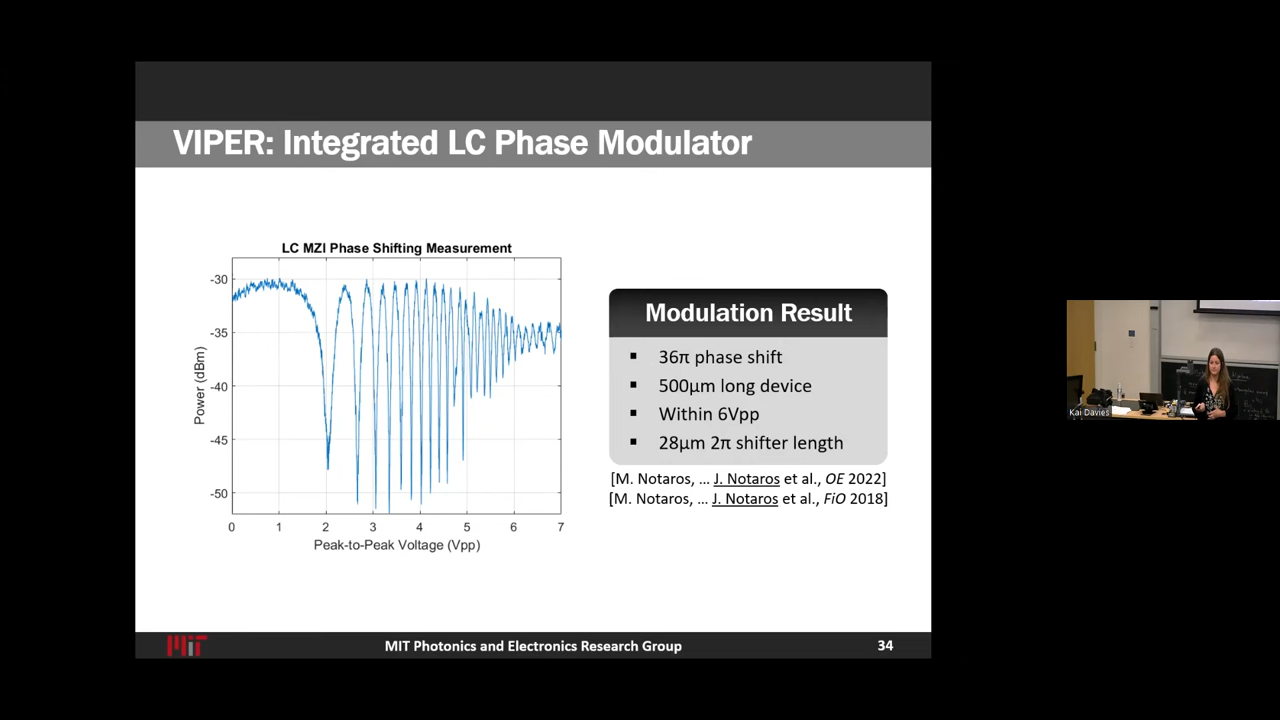 VIPER: Integrated LC Phase Modulator
LC MZI Phase Shifting Measurement
-30
-35
-40
-45
-50
Power (dBm)
0 1 2 3 4 5 6 7
Peak-to-Peak Voltage (Vpp)
Modulation Result
▪ 36π phase shift
▪ 500µm long device
▪ Within 6Vpp
▪ 28µm 2π shifter length
[M. Notaros, … J. Notaros et al., OE 2022]
[M. Notaros, … J. Notaros et al., FiO 2018]
MIT
MIT Photonics and Electronics Research Group
34
Kai Davies